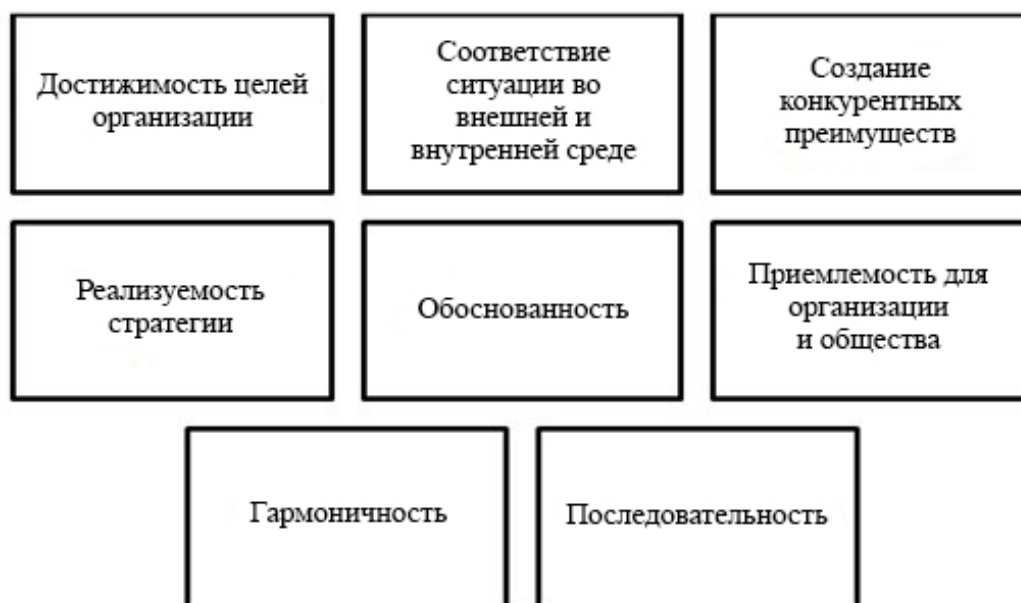 Достижимость целей
организации
Соответствие
ситуации во
внешней и
внутренней среде
Создание
конкурентных
преимуществ
Реализуемость
стратегии
Обоснованность
Приемлемость для
организации
и общества
Гармоничность
Последовательность